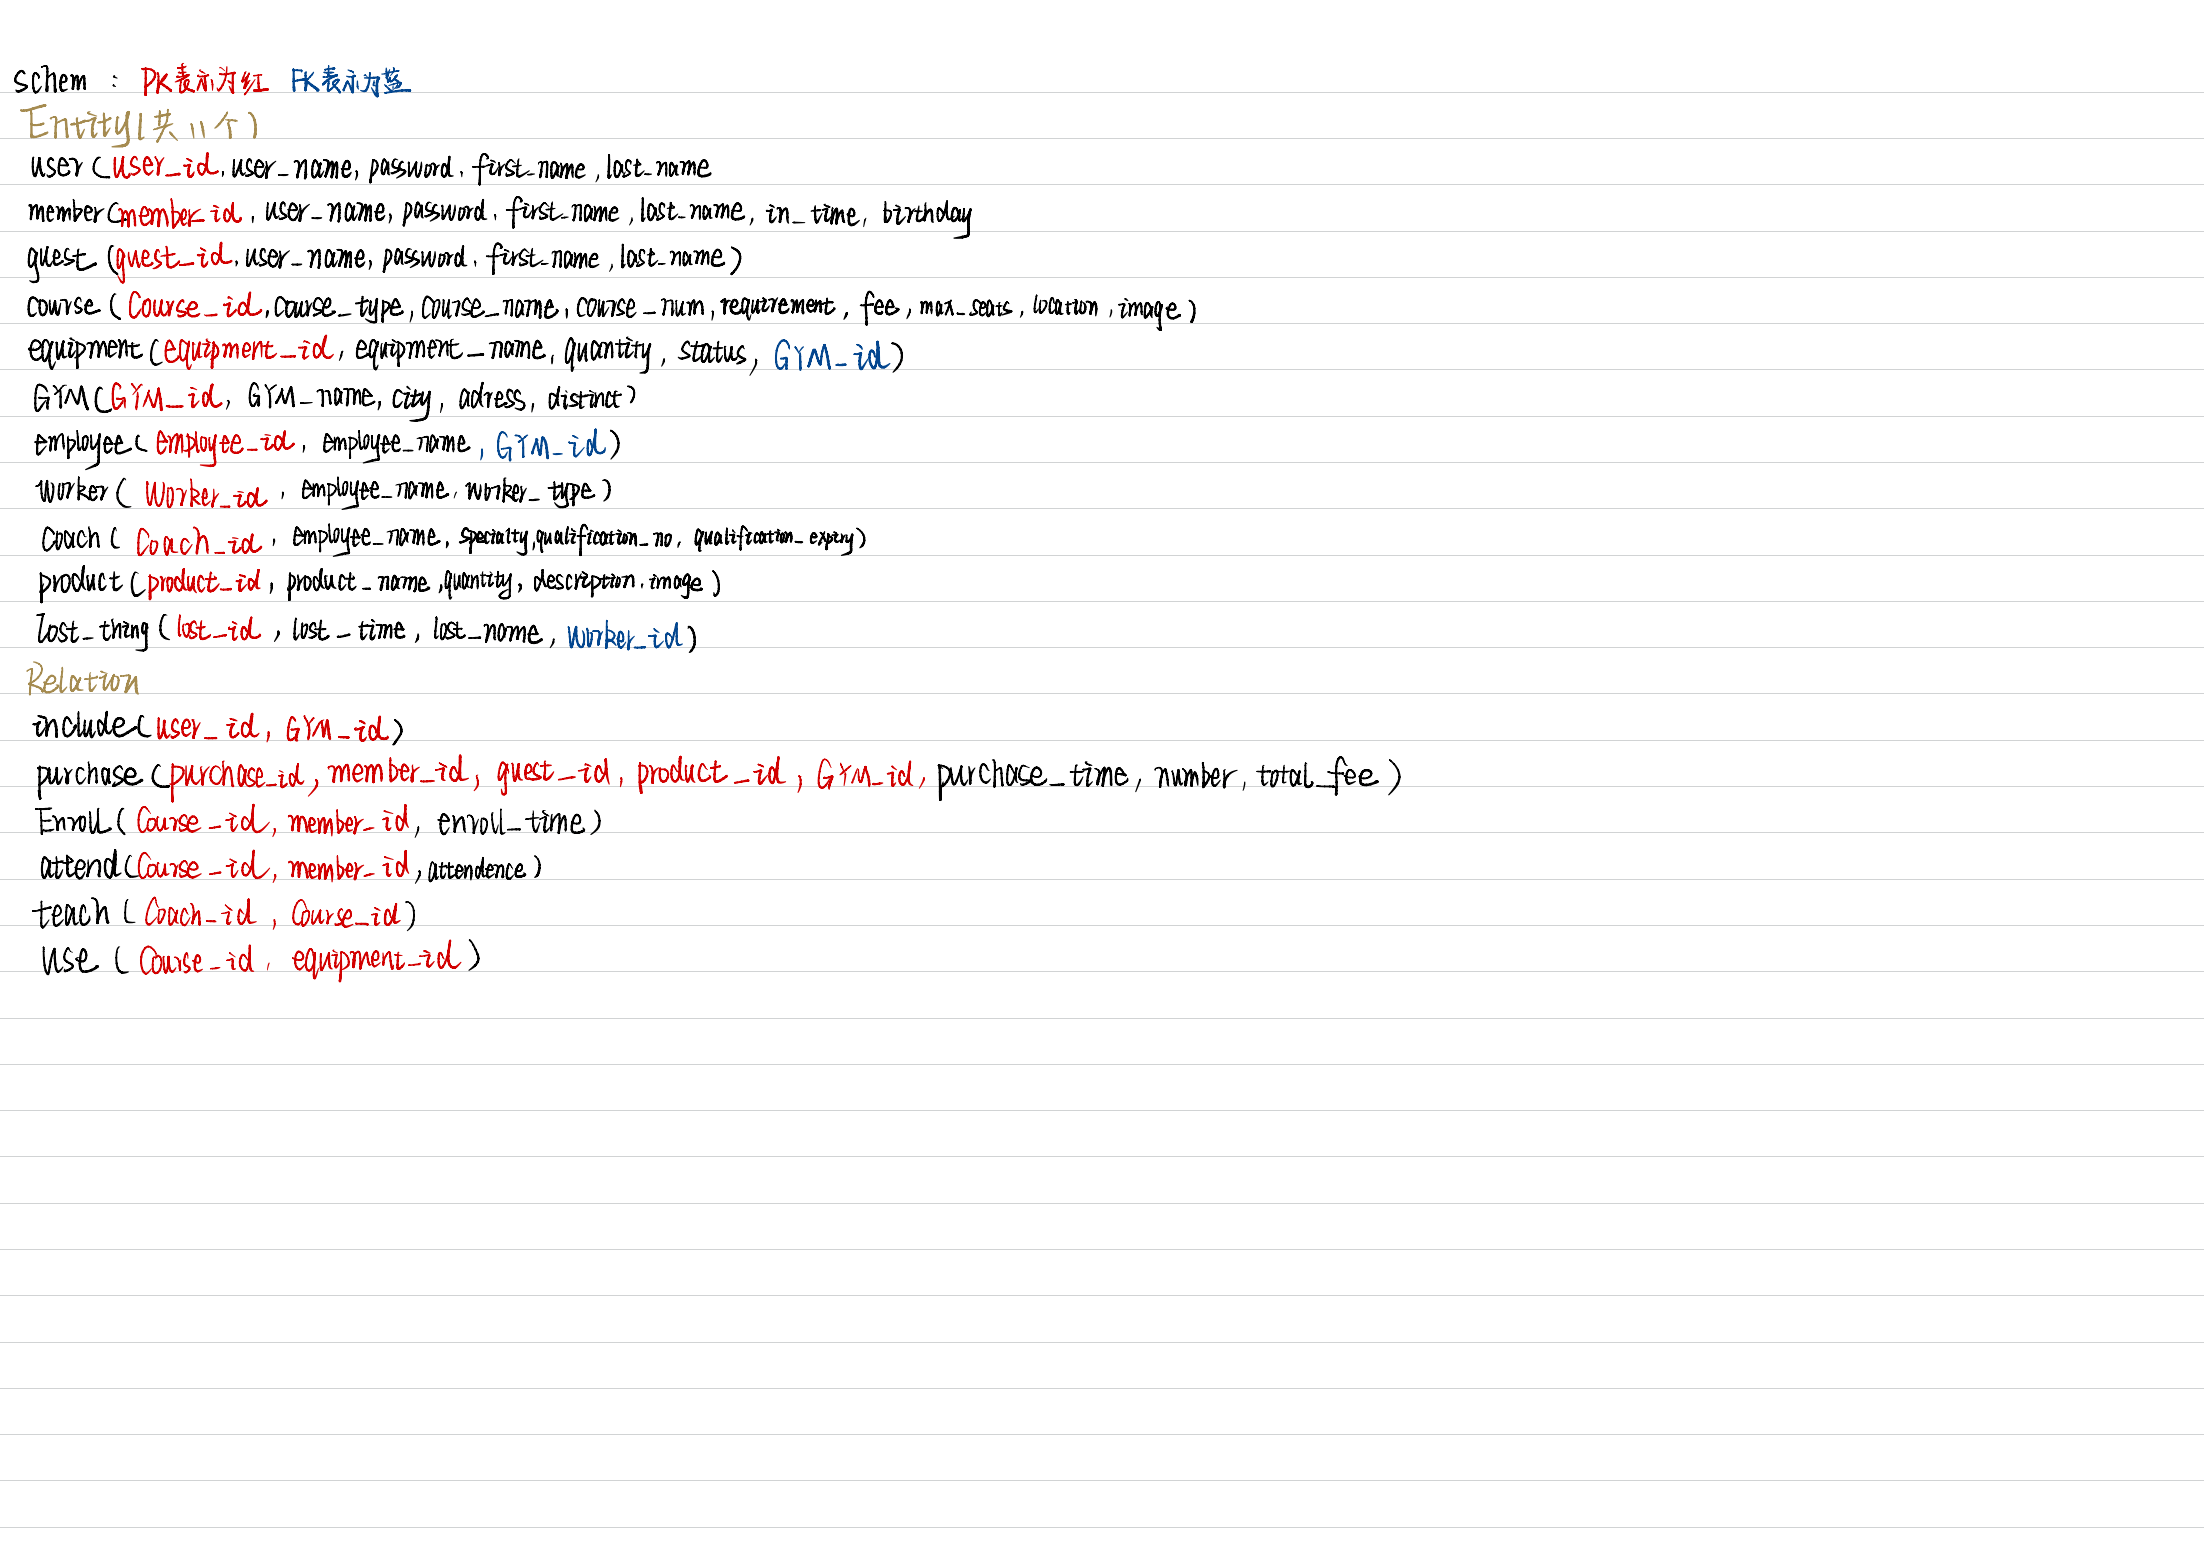 schem : PK表示为红 FK表示为蓝
Entity(共11个)
user (user_id, user_name, password, first_name, last_name
member(member_id, user_name, password, first_name, last_name, in_time, birthday
guest (guest_id, user_name, password, first_name, last_name)
course (Course_id, course_type, course_name, course_num, requirement, fee, max_seats, location, image)
equipment (equipment_id, equipment_name, quantity, status, GYM_id)
GYM(GYM_id, GYM_name, city, adress, distinct)
employee( employee_id, employee_name, GYM_id)
worker( Worker_id, employee_name, worker_type)
Coach( Coach_id, employee_name, specialty, qualification_no, qualification_expiry)
product (product_id, product_name, quantity, description, image)
lost_thing( lost_id, lost_time, lost_name, worker_id)
Relation
include(user_id, GYM_id)
purchase (purchase_id, member_id, guest_id, product_id, GYM_id, purchase_time, number, total_fee)
Enroll( Course_id, member_id, enroll_time)
attend(Course_id, member_id, attendence)
teach ( Coach_id, Course_id)
use ( Course_id, equipment_id)